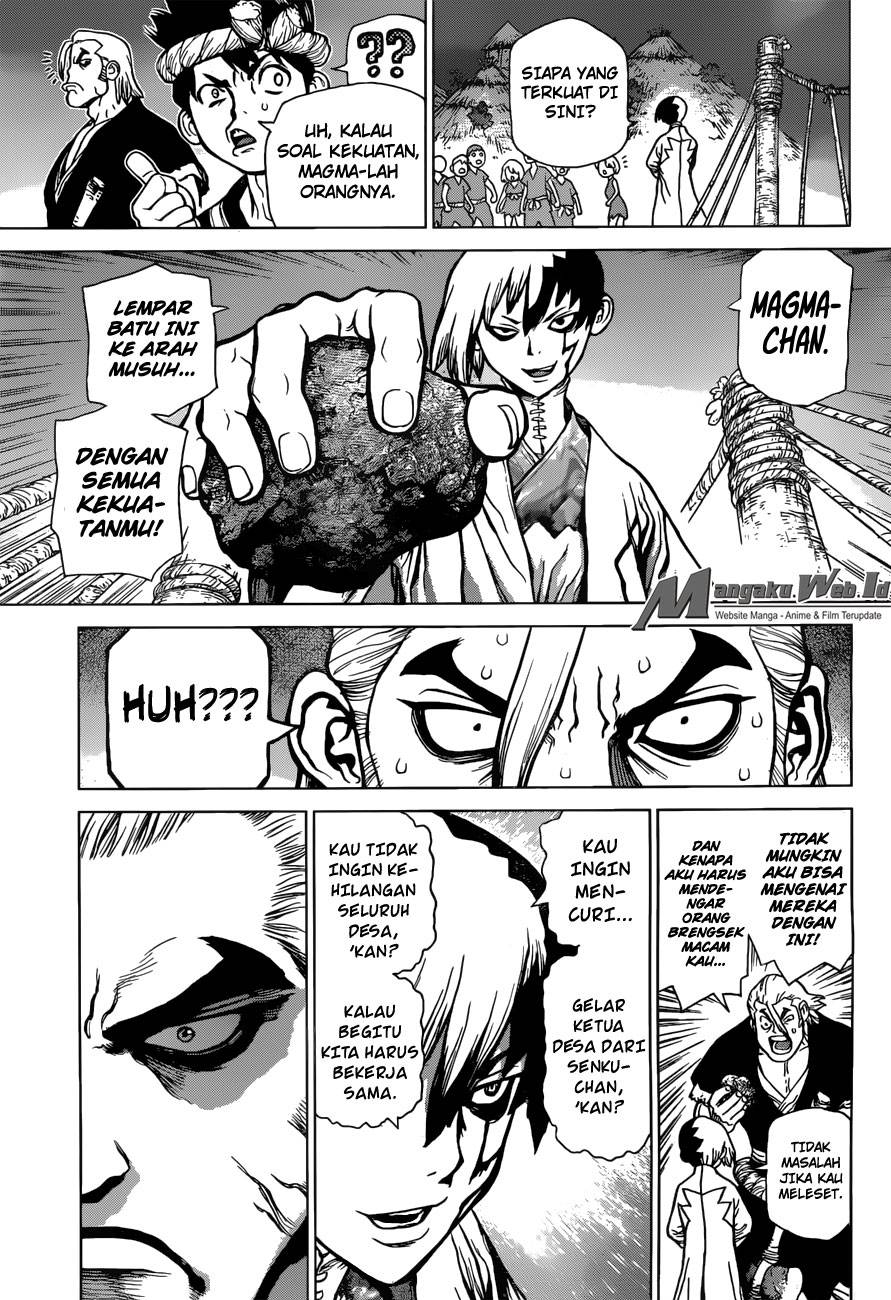 SIAPA YANG
TERKUAT DI
SINI?
??
UH, KALAU
SOAL KEKUATAN,
MAGMA-LAH
ORANGNYA.
MAGMA-
CHAN.
LEMPAR
BATU INI
KE ARAH
MUSUH...
DENGAN
SEMUA
KEKUA-
TANMU!
Mangaku.Web.Id
Website Manga - Anime & Film Terupdate
HUH???
TIDAK
MUNGKIN
AKU BISA
MENGENAI
MEREKA
DENGAN
INI!
DAN
KENAPA
AKU HARUS
MENDE-
NGAR
ORANG
BRENGSEK
MACAM
KAU...
TIDAK
MASALAH
JIKA KAU
MELESET.
KAU
INGIN
MEN-
CURI...
GELAR
KETUA
DESA DARI
SENKU-
CHAN,
'KAN?
KAU TIDAK
INGIN KE-
HILANGAN
SELURUH
DESA,
'KAN?
KALAU
BEGITU
KITA HARUS
BEKERJA
SAMA.